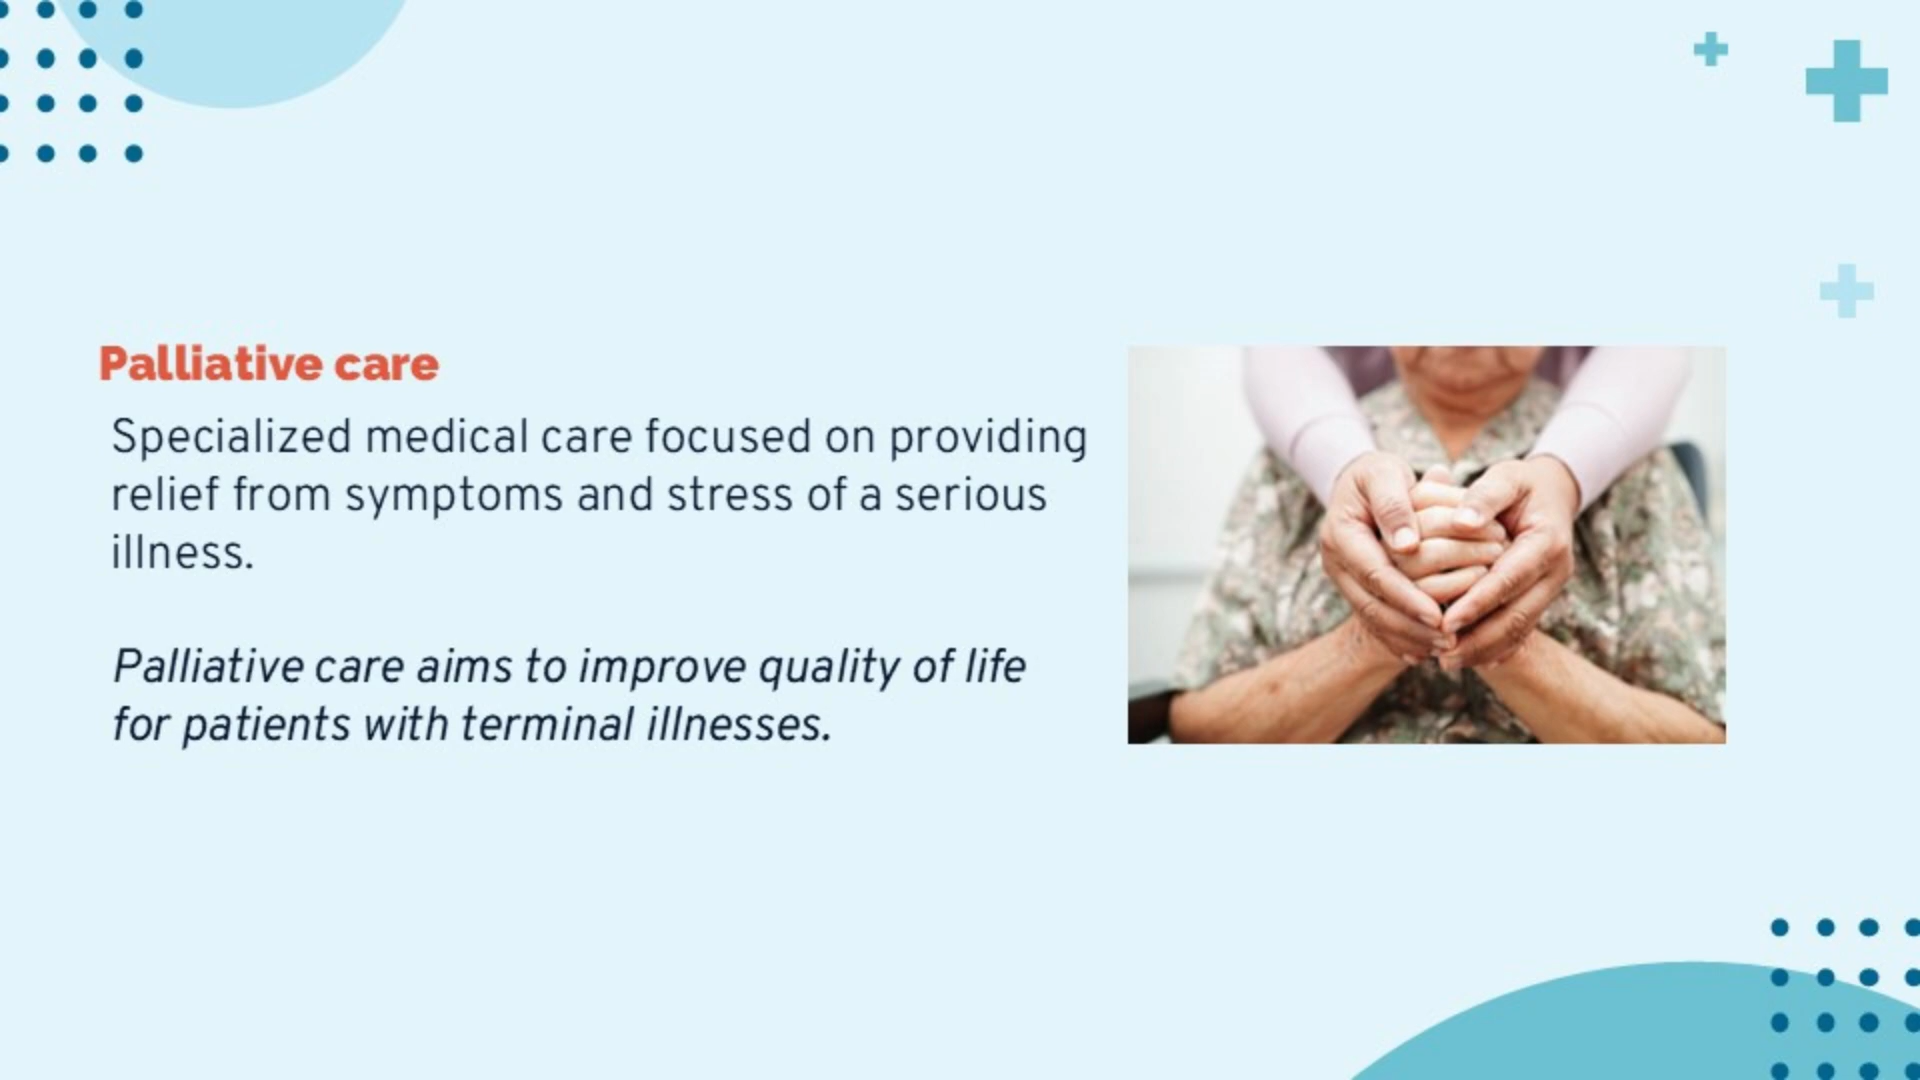 Palliative care
Specialized medical care focused on providing
relief from symptoms and stress of a serious
illness.
Palliative care aims to improve quality of life
for patients with terminal illnesses.